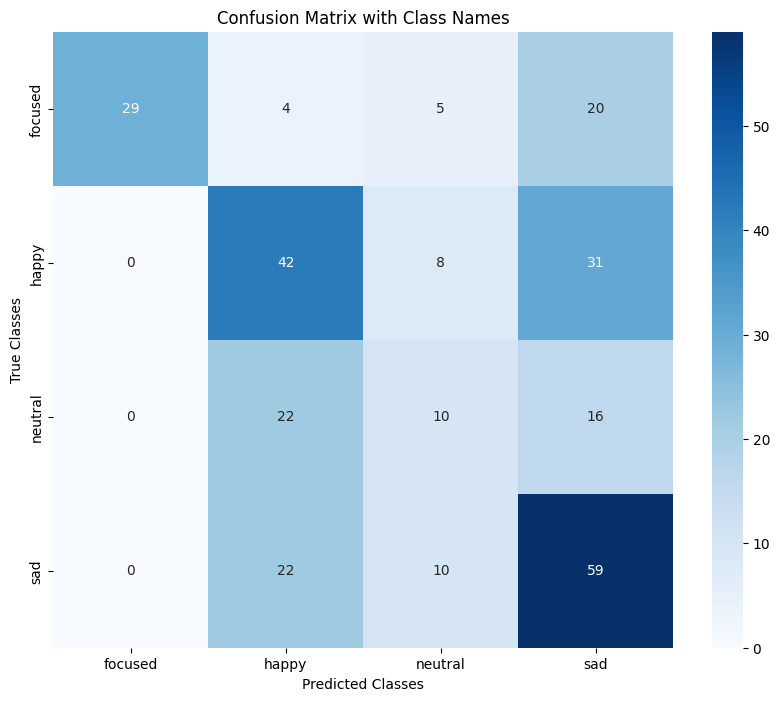 Confusion Matrix with Class Names
focused 29 4 5 20
happy 0 42 8 31
neutral 0 22 10 16
sad 0 22 10 59
focused happy neutral sad
Predicted Classes
True Classes
50
40
30
20
10
0